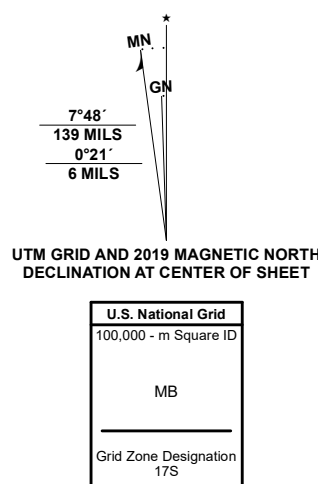 ★
MN
GN
7°48´
139 MILS
0°21´
6 MILS
UTM GRID AND 2019 MAGNETIC NORTH
DECLINATION AT CENTER OF SHEET
U.S. National Grid
100,000 - m Square ID
MB
Grid Zone Designation
17S